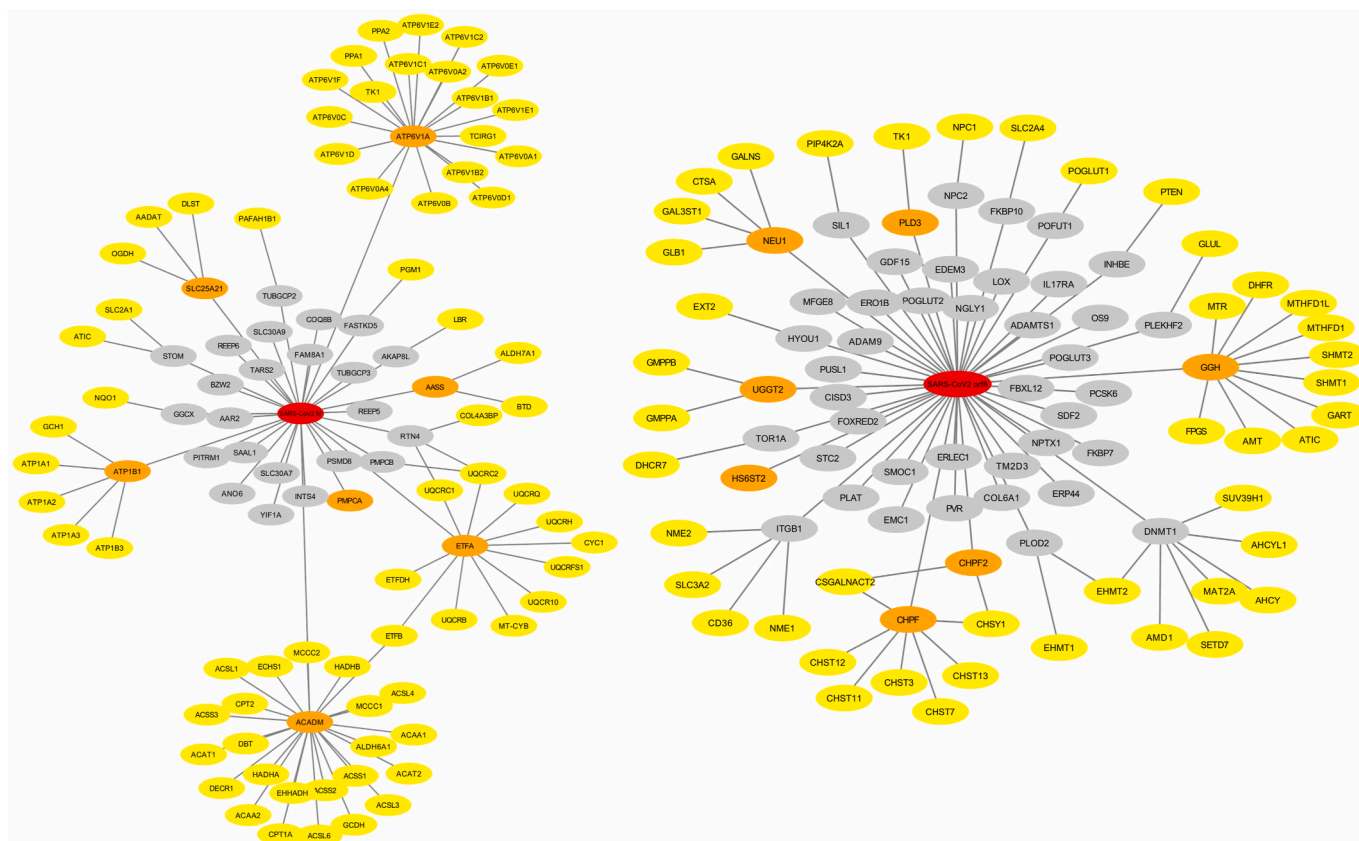 ATP6V1E2
PPA2
ATP6V1C2
PPA1
ATP6V1C1
ATP6V0A2
ATP6V0E1
ATP6V1F
TK1
ATP6V1B1
ATP6V1E1
ATP6V0C
ATP6V1A
TCIRG1
ATP6V1D
ATP6V0A1
ATP6V1B2
ATP6V0A4
ATP6V0B
ATP6V0D1
DLST
AADAT
PAFAH1B1
OGDH
SLC25A21
PGM1
TUBGCP2
SLC2A1
COQ8B
FASTKD5
LBR
SLC30A9
ATIC
REEP6
FAM8A1
AKAP8L
STOM
TARS2
TUBGCP3
ALDH7A1
BZW2
AASS
NQO1
BTD
GGCX
AAR2
REEP5
COL4A3BP
GCH1
RTN4
PITRM1
SAAL1
PSMD8
PMPCB
ATP1A1
ATP1B1
SLC30A7
UQCRC2
ATP1A2
ANO6
INTS4
PMPCA
UQCRC1
UQCRQ
YIF1A
UQCRH
ATP1A3
ATP1B3
ETFA
CYC1
UQCRFS1
ETFDH
UQCR10
UQCRB
MT-CYB
ETFB
MCCC2
ACSL1
ECHS1
HADHB
ACSL4
CPT2
MCCC1
ACSS3
ACADM
ACAA1
DBT
ALDH6A1
ACAT1
ACAT2
HADHA
ACSS1
DECR1
EHHADH
ACSS2
ACSL3
ACAA2
GCDH
CPT1A
ACSL6
NPC1
SLC2A4
TK1
PIP4K2A
GALNS
POGLUT1
CTSA
PTEN
NPC2
GAL3ST1
FKBP10
PLD3
SIL1
POFUT1
NEU1
GLUL
GLB1
GDF15
EDEM3
INHBE
LOX
IL17RA
DHFR
MFGE8
ERO1B
POGLUT2
NGLY1
MTR
MTHFD1L
EXT2
ADAMTS1
OS9
PLEKHF2
MTHFD1
HYOU1
ADAM9
POGLUT3
SHMT2
GMPPB
PUSL1
GGH
SARS-CoV2 orf8
FBXL12
SHMT1
UGGT2
CISD3
PCSK6
GMPPA
FOXRED2
SDF2
GART
TOR1A
NPTX1
FPGS
AMT
ATIC
DHCR7
STC2
ERLEC1
FKBP7
HS6ST2
SMOC1
TM2D3
PLAT
COL6A1
ERP44
SUV39H1
EMC1
PVR
NME2
ITGB1
PLOD2
DNMT1
AHCYL1
CHPF2
SLC3A2
CSGALNACT2
EHMT2
MAT2A
AHCY
CD36
NME1
CHPF
CHSY1
AMD1
SETD7
EHMT1
CHST12
CHST3
CHST13
CHST11
CHST7